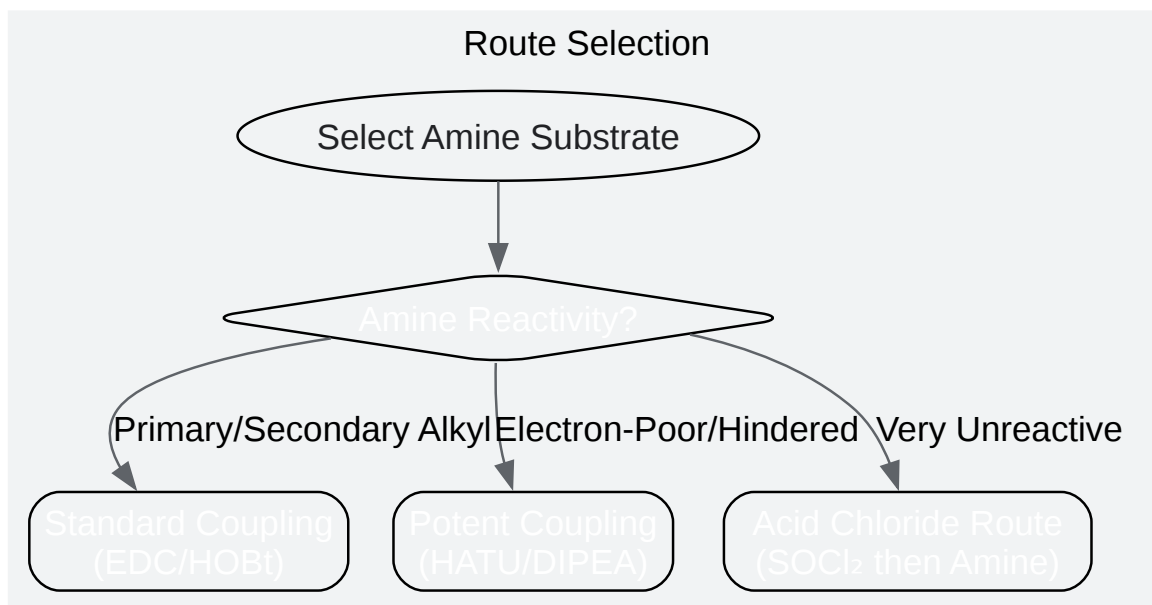 Route Selection
Select Amine Substrate
Amine Reactivity?
Primary/Secondary Alkyl
Electron-Poor/Hindered
Very Unreactive
Standard Coupling
(EDC/HOBt)
Potent Coupling
(HATU/DIPEA)
Acid Chloride Route
(SOCl₂ then Amine)